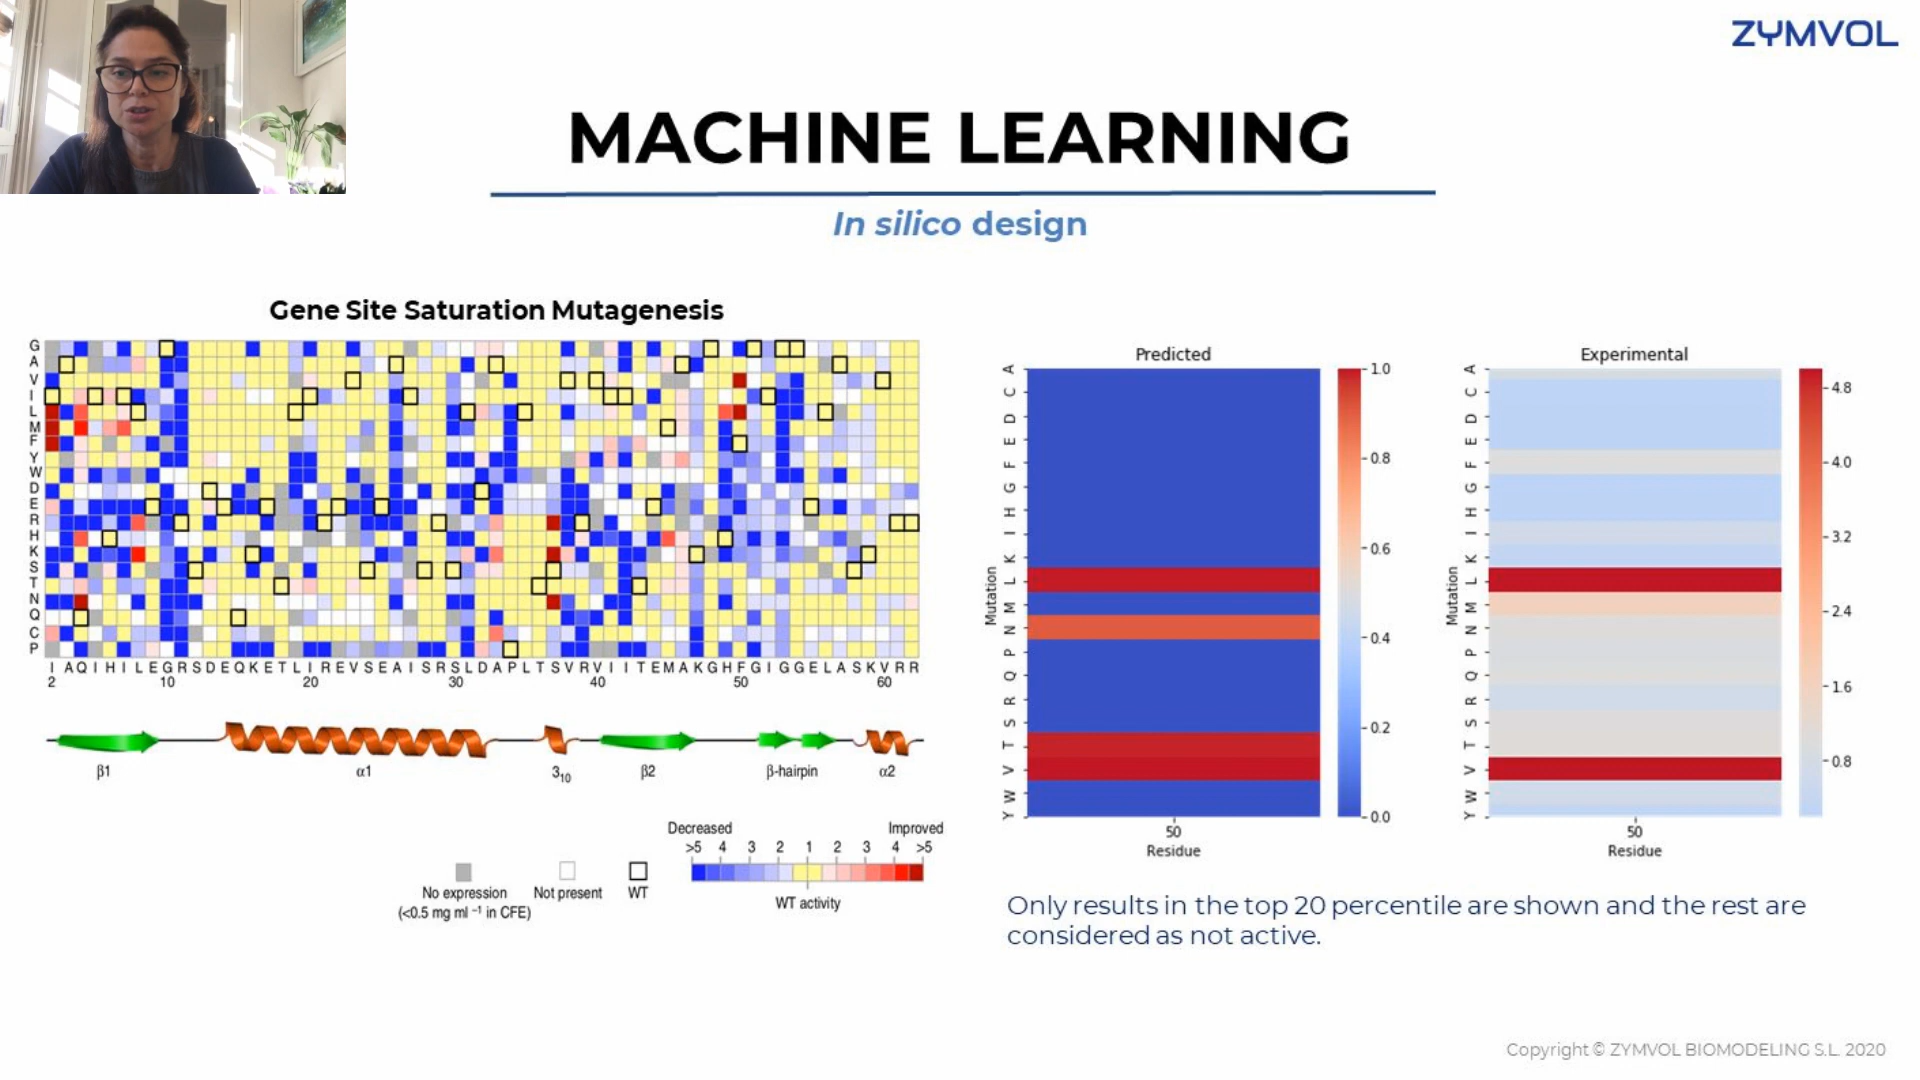 ZYMVOL
MACHINE LEARNING
In silico design
Gene Site Saturation Mutagenesis
G
A
V
I
L
M
F
Y
W
D
E
R
H
K
S
T
N
Q
C
P
I A Q I H I L E G R S D E Q K E T L I R E V S E A I S R S L D A P L T S V R V I I T E M A K G H F G I G G E L A S K V R R
2 10 20 30 40 50 60
β1 α1 3₁₀ β2 β-hairpin α2
Decreased Improved
>5 4 3 2 1 2 3 4 >5
WT activity
No expression
(<0.5 mg ml ⁻¹ in CFE)
Not present
WT
Predicted
Mutation
A
C
D
E
F
G
H
I
K
L
M
N
P
Q
R
S
T
V
W
Y
50
Residue
1.0
0.8
0.6
0.4
0.2
0.0
Experimental
Mutation
A
C
D
E
F
G
H
I
K
L
M
N
P
Q
R
S
T
V
W
Y
50
Residue
4.8
4.0
3.2
2.4
1.6
0.8
Only results in the top 20 percentile are shown and the rest are
considered as not active.
Copyright © ZYMVOL BIOMODELING S.L. 2020